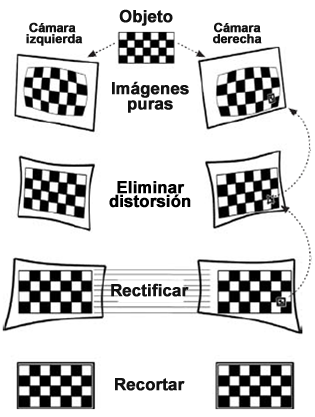 Objeto
Cámara
izquierda
Cámara
derecha
Imágenes
puras
Eliminar
distorsión
Rectificar
Recortar